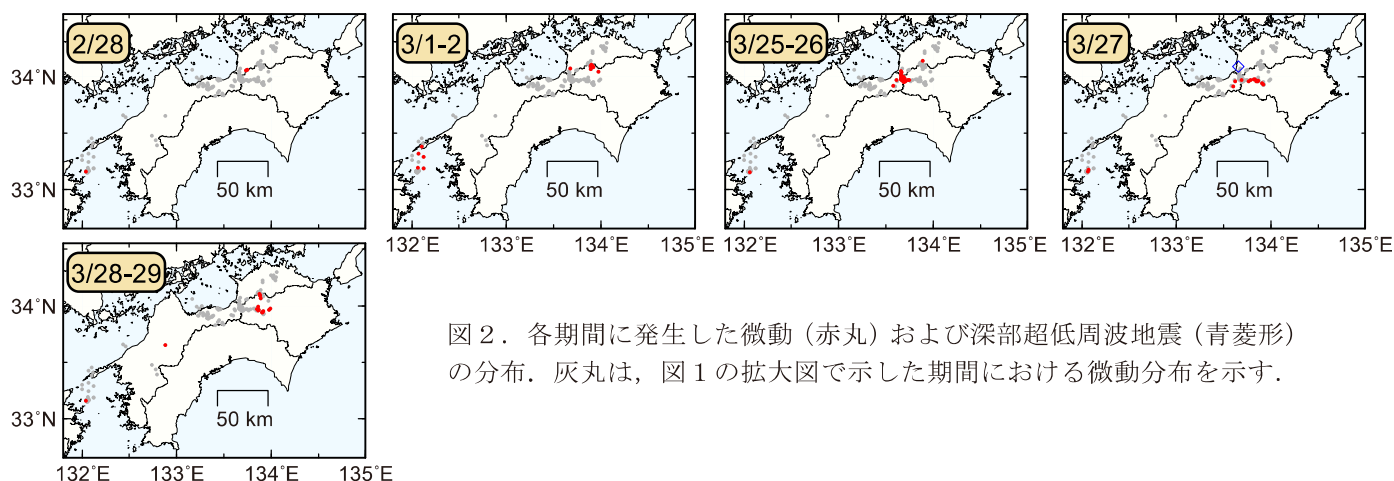 2/28
3/1-2
3/25-26
3/27
34°N
33°N
50 km
50 km
50 km
50 km
132°E
133°E
134°E
135°E
132°E
133°E
134°E
135°E
132°E
133°E
134°E
135°E
3/28-29
34°N
33°N
50 km
132°E
133°E
134°E
135°E
図２．各期間に発生した微動（赤丸）および深部超低周波地震（青菱形）
の分布．灰丸は，図１の拡大図で示した期間における微動分布を示す．